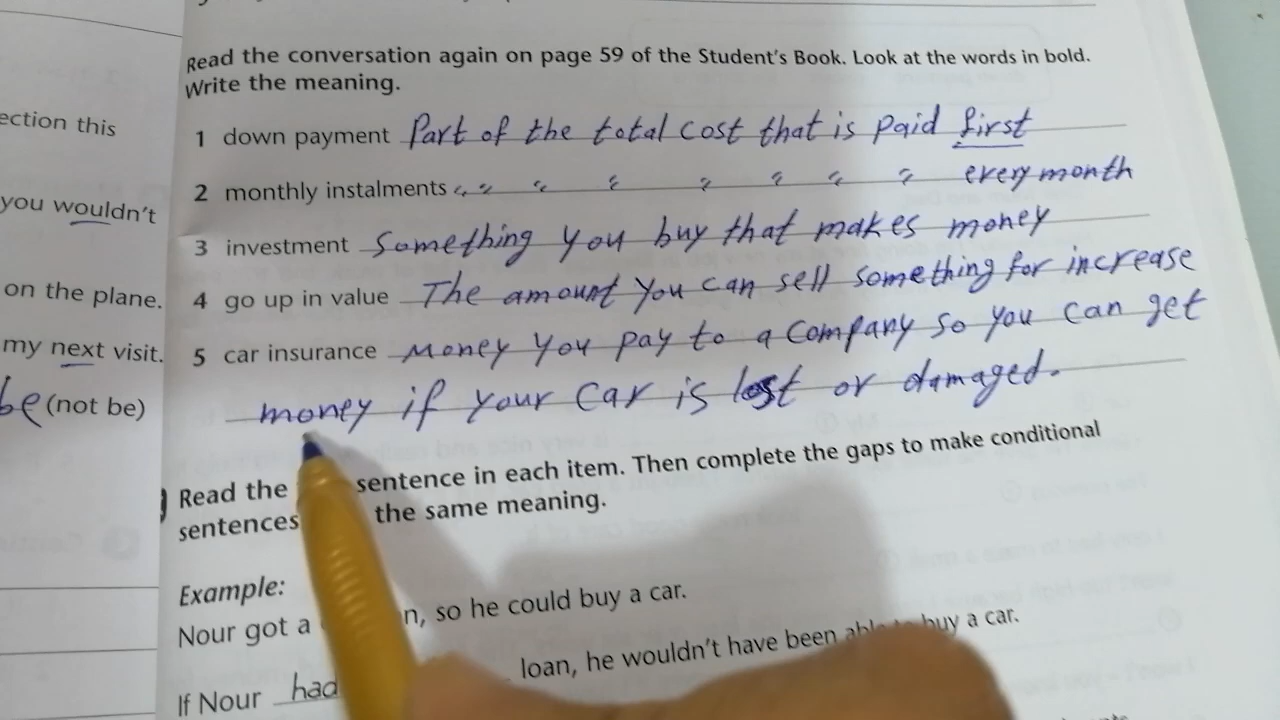 Read the conversation again on page 59 of the Student's Book. Look at the words in bold.
Write the meaning.
ection this
1 down payment Part of the total cost that is paid first
2 monthly instalments " " " " " " " " every month
you wouldn't
3 investment Something you buy that makes money
on the plane.
4 go up in value The amount you can sell something for increase
my next visit.
5 car insurance Money you pay to a company so you can get
be (not be)
money if your car is lost or damaged.
Read the sentence in each item. Then complete the gaps to make conditional
sentences the same meaning.
Example:
Nour got a n, so he could buy a car.
If Nour had loan, he wouldn't have been able to buy a car.